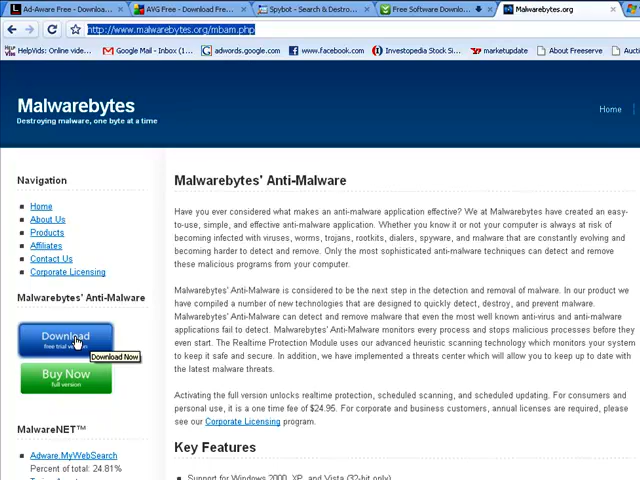 Ad-Aware Free - Download...
AVG Free - Download Fre...
Spybot - Search & Destro...
Free Software Downlo...
Malwarebytes.org
http://www.malwarebytes.org/mbam.php
HelpVids: Online video...
Google Mail - Inbox (1...
adwords.google.com
www.facebook.com
Investopedia Stock Si...
marketupdate
About Freeserve
Aucti
Malwarebytes
Destroying malware, one byte at a time
Home
Navigation
Home
About Us
Products
Affiliates
Contact Us
Corporate Licensing
Malwarebytes' Anti-Malware
Download
free trial version
Download Now
Buy Now
full version
MalwareNET™
Adware.MyWebSearch
Percent of total: 24.81%
Malwarebytes' Anti-Malware
Have you ever considered what makes an anti-malware application effective? We at Malwarebytes have created an easy-
to-use, simple, and effective anti-malware application. Whether you know it or not your computer is always at risk of
becoming infected with viruses, worms, trojans, rootkits, dialers, spyware, and malware that are constantly evolving and
becoming harder to detect and remove. Only the most sophisticated anti-malware techniques can detect and remove
these malicious programs from your computer.
Malwarebytes' Anti-Malware is considered to be the next step in the detection and removal of malware. In our product we
have compiled a number of new technologies that are designed to quickly detect, destroy, and prevent malware.
Malwarebytes' Anti-Malware can detect and remove malware that even the most well known anti-virus and anti-malware
applications fail to detect. Malwarebytes' Anti-Malware monitors every process and stops malicious processes before they
even start. The Realtime Protection Module uses our advanced heuristic scanning technology which monitors your system
to keep it safe and secure. In addition, we have implemented a threats center which will allow you to keep up to date with
the latest malware threats.
Activating the full version unlocks realtime protection, scheduled scanning, and scheduled updating. For consumers and
personal use, it is a one time fee of $24.95. For corporate and business customers, annual licenses are required, please
see our Corporate Licensing program.
Key Features
Support for Windows 2000, XP, and Vista (32-bit only)